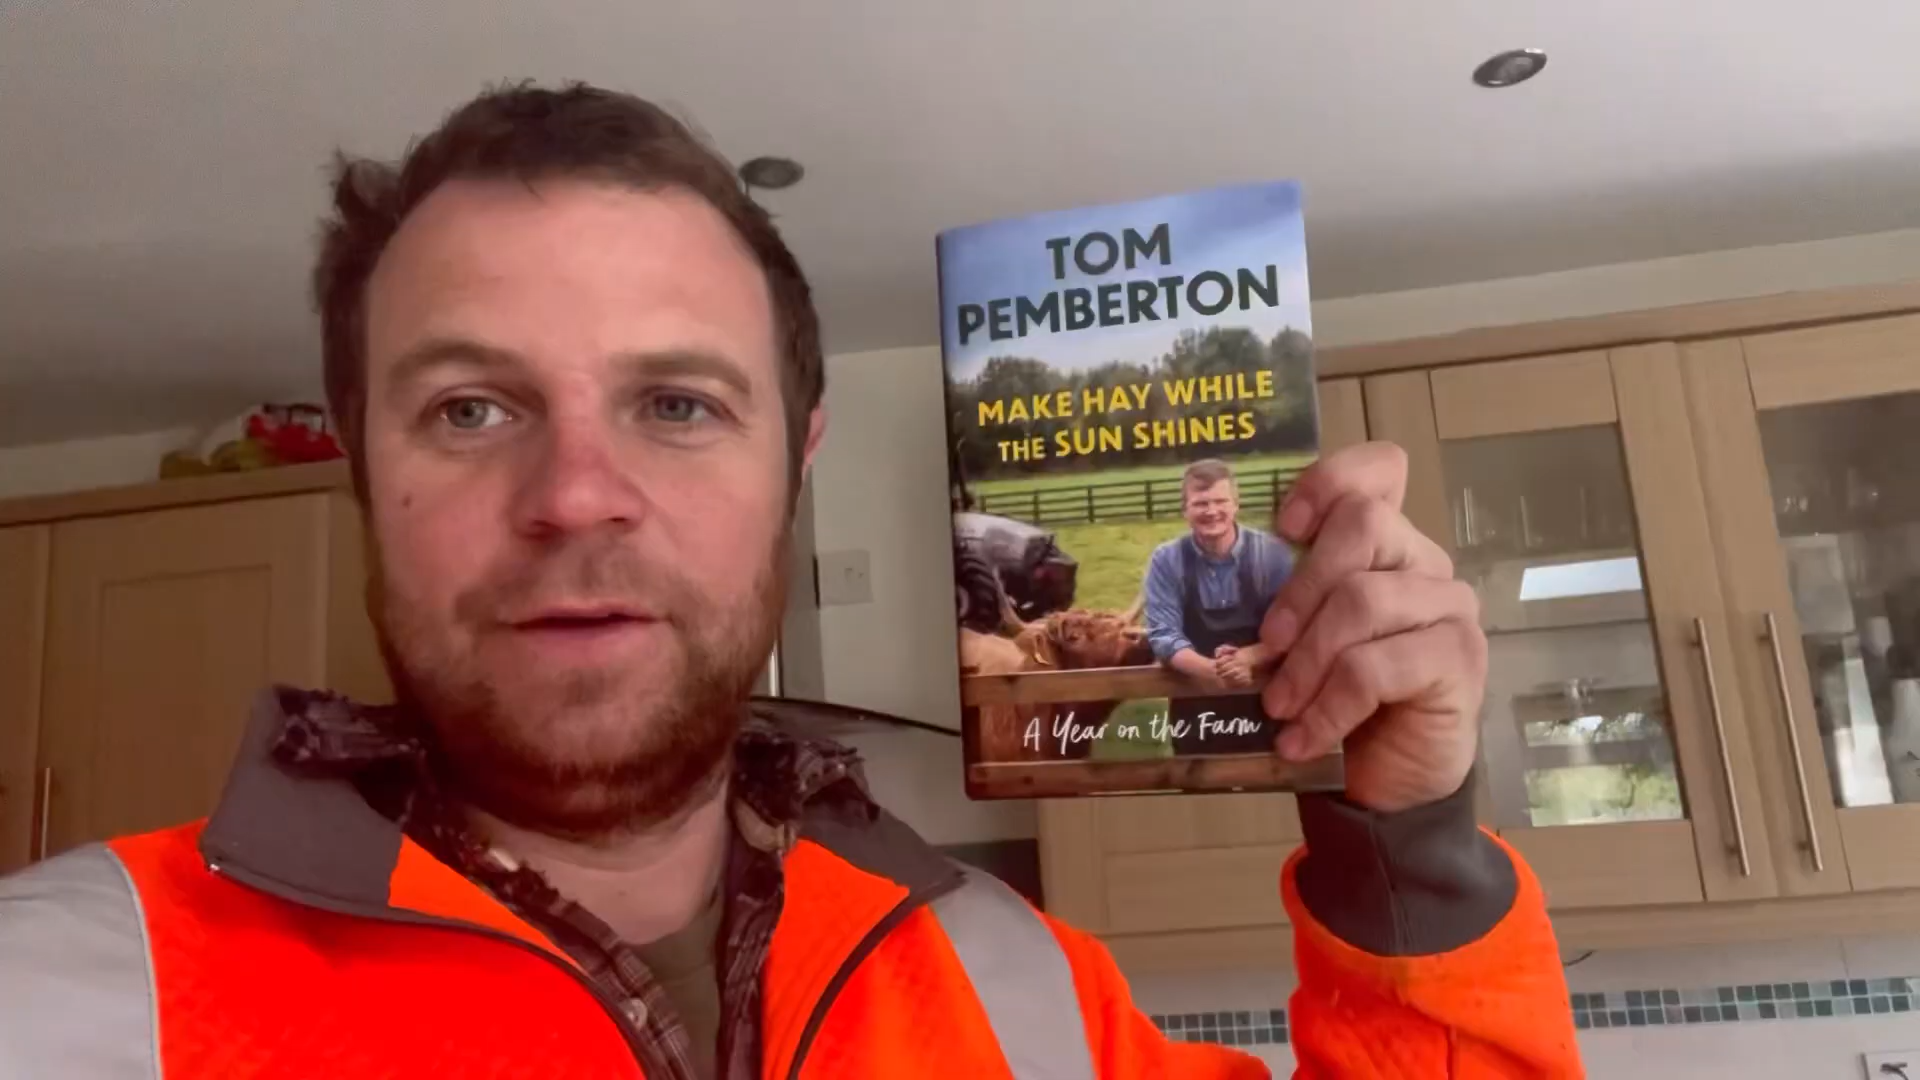 TOM
PEMBERTON
MAKE HAY WHILE
THE SUN SHINES
A Year on the Farm